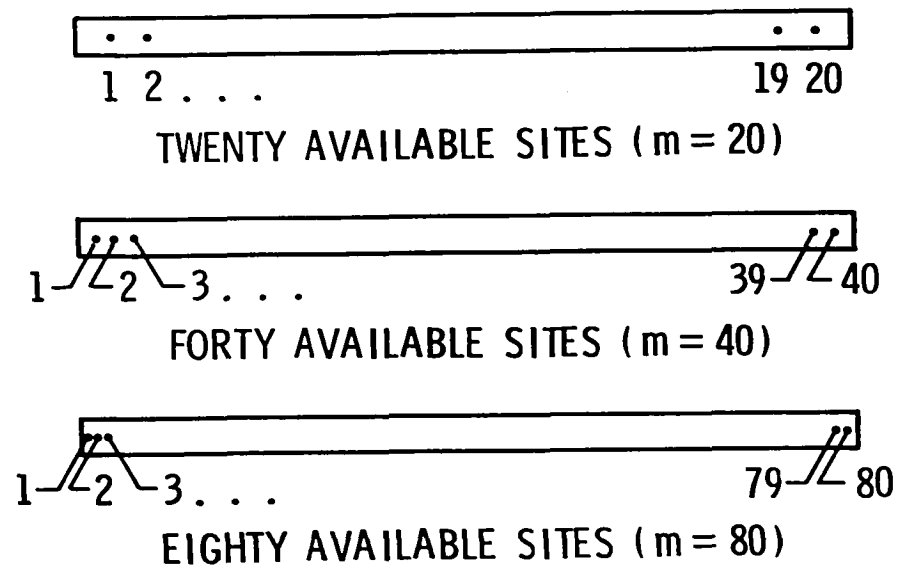 1 2 . . . 19 20
TWENTY AVAILABLE SITES (m = 20)
1 2 3 . . . 39 40
FORTY AVAILABLE SITES (m = 40)
1 2 3 . . . 79 80
EIGHTY AVAILABLE SITES (m = 80)